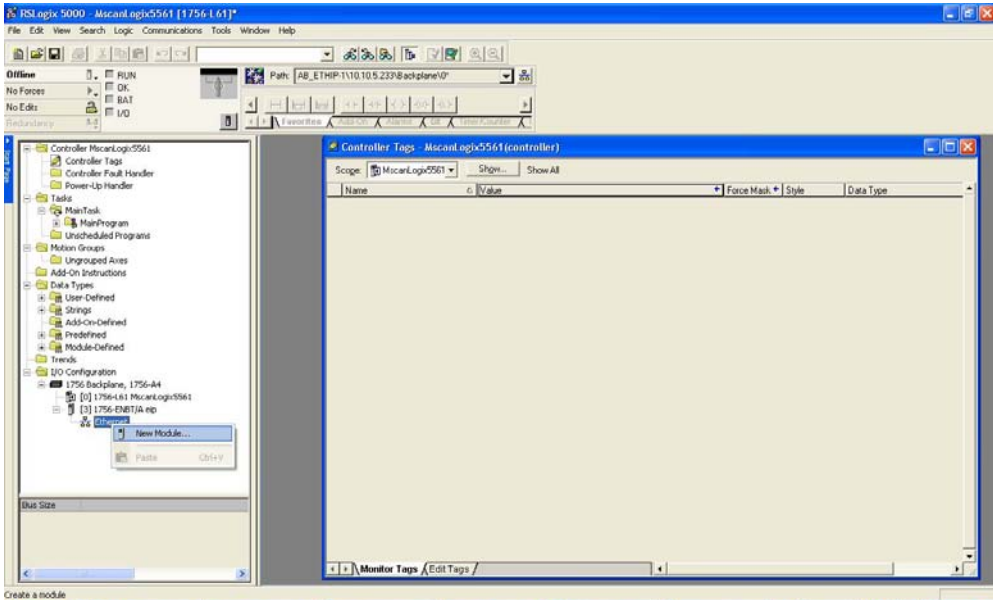 RSLogix 5000 - MscanLogix5561 [1756-L61]*
File Edit View Search Logic Communications Tools Window Help
Offline
RUN
No Forces
OK
No Edits
BAT
Redundancy
I/O
Path: AB_ETHIP-1\10.10.5.233\Backplane\0*
Favorites Add-On Alarms Bit Timer/Counter
Start Page
Controller MscanLogix5561
Controller Tags
Controller Fault Handler
Power-Up Handler
Tasks
MainTask
MainProgram
Unscheduled Programs
Motion Groups
Ungrouped Axes
Add-On Instructions
Data Types
User-Defined
Strings
Add-On-Defined
Predefined
Module-Defined
Trends
I/O Configuration
1756 Backplane, 1756-A4
[0] 1756-L61 MscanLogix5561
[3] 1756-ENBT/A eip
Ethernet
New Module...
Paste Ctrl+V
Bus Size
Controller Tags - MscanLogix5561(controller)
Scope: MscanLogix5561 Show... Show All
Name Value Force Mask Style Data Type
Monitor Tags Edit Tags
Create a module